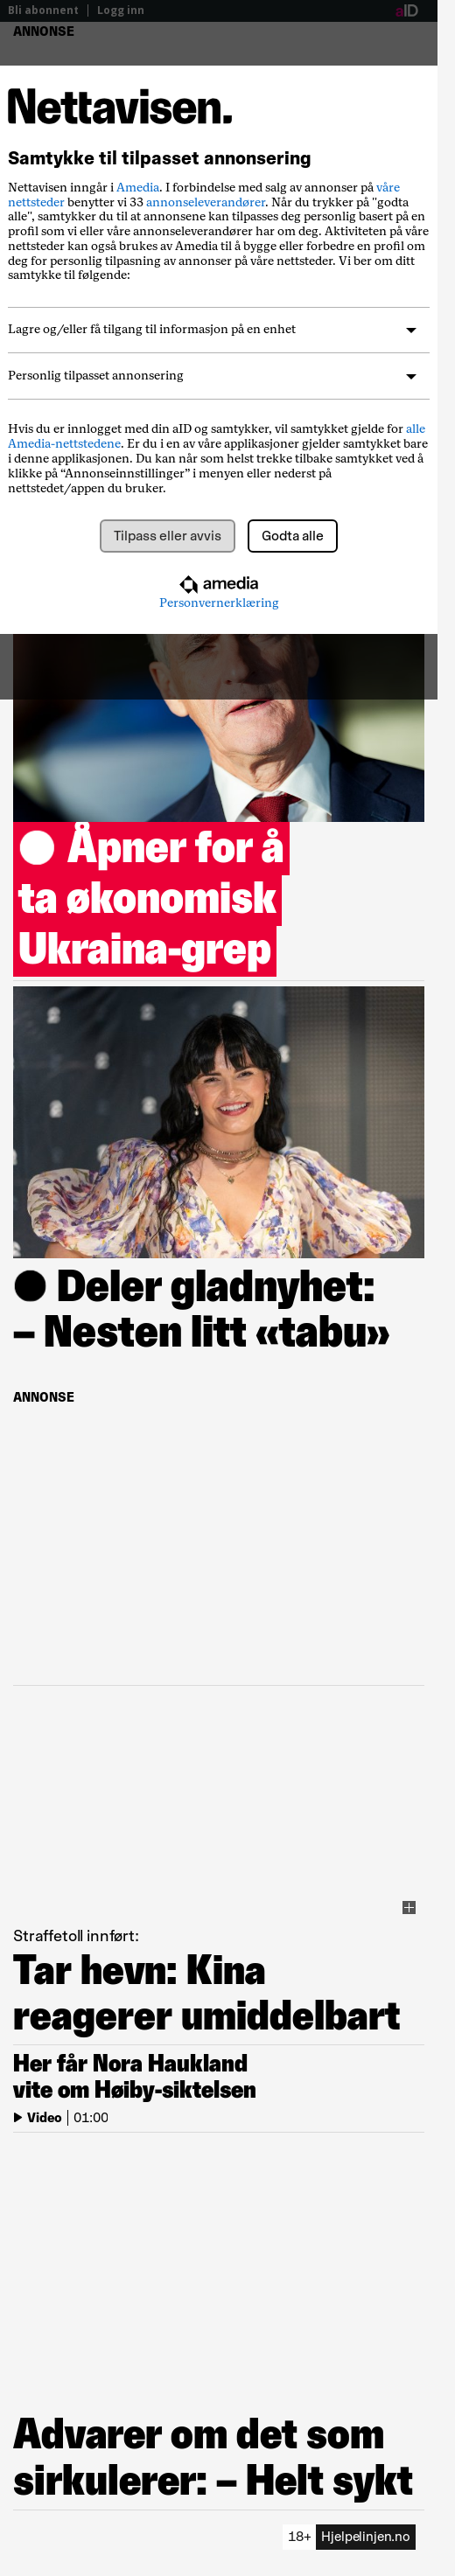 Bli abonnent | Logg inn
aID
ANNONSE
Nettavisen.
Samtykke til tilpasset annonsering
Nettavisen inngår i Amedia. I forbindelse med salg av annonser på våre
nettsteder benytter vi 33 annonseleverandører. Når du trykker på "godta
alle", samtykker du til at annonsene kan tilpasses deg personlig basert på en
profil som vi eller våre annonseleverandører har om deg. Aktiviteten på våre
nettsteder kan også brukes av Amedia til å bygge eller forbedre en profil om
deg for personlig tilpasning av annonser på våre nettsteder. Vi ber om ditt
samtykke til følgende:
Lagre og/eller få tilgang til informasjon på en enhet
Personlig tilpasset annonsering
Hvis du er innlogget med din aID og samtykker, vil samtykket gjelde for alle
Amedia-nettstedene. Er du i en av våre applikasjoner gjelder samtykket bare
i denne applikasjonen. Du kan når som helst trekke tilbake samtykket ved å
klikke på “Annonseinnstillinger” i menyen eller nederst på
nettstedet/appen du bruker.
Tilpass eller avvis Godta alle
amedia
Personvernerklæring
Åpner for å
ta økonomisk
Ukraina-grep
Deler gladnyhet:
– Nesten litt «tabu»
ANNONSE
Straffetoll innført:
Tar hevn: Kina
reagerer umiddelbart
Her får Nora Haukland
vite om Høiby-siktelsen
Video | 01:00
Advarer om det som
sirkulerer: – Helt sykt
18+ Hjelpelinjen.no